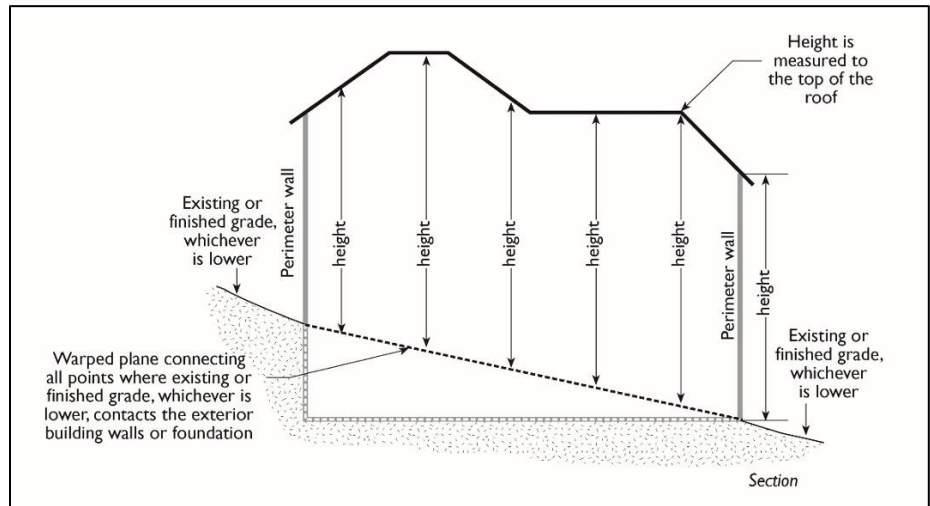 Height is
measured to
the top of the
roof
Existing or
finished grade,
whichever
is lower
Perimeter wall
height
height
height
height
height
Perimeter wall
height
Existing or
finished grade,
whichever
is lower
Warped plane connecting
all points where existing or
finished grade, whichever is
lower, contacts the exterior
building walls or foundation
Section